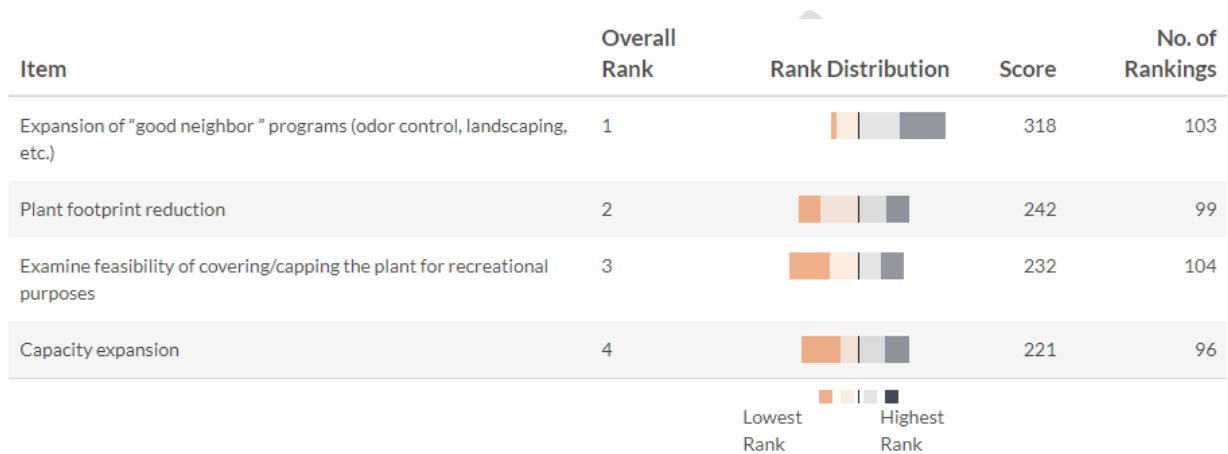 Item Overall Rank Rank Distribution Score No. of Rankings
Expansion of “good neighbor ” programs (odor control, landscaping, 1 318 103
etc.)
Plant footprint reduction 2 242 99
Examine feasibility of covering/capping the plant for recreational 3 232 104
purposes
Capacity expansion 4 221 96
Lowest Highest
Rank Rank